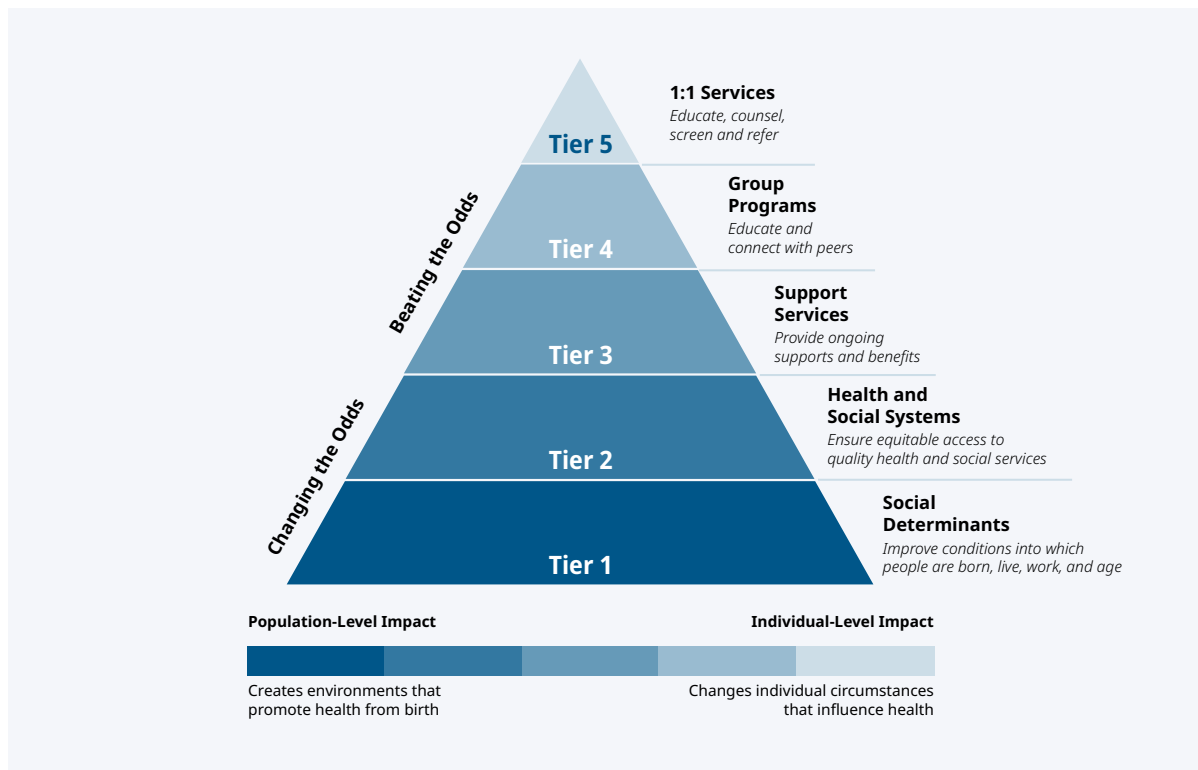 1:1 Services
Educate, counsel,
screen and refer
Tier 5
Group
Programs
Educate and
connect with peers
Tier 4
Beating the Odds
Support
Services
Provide ongoing
supports and benefits
Tier 3
Health and
Social Systems
Ensure equitable access to
quality health and social services
Tier 2
Changing the Odds
Social
Determinants
Improve conditions into which
people are born, live, work, and age
Tier 1
Population-Level Impact
Individual-Level Impact
Creates environments that
promote health from birth
Changes individual circumstances
that influence health